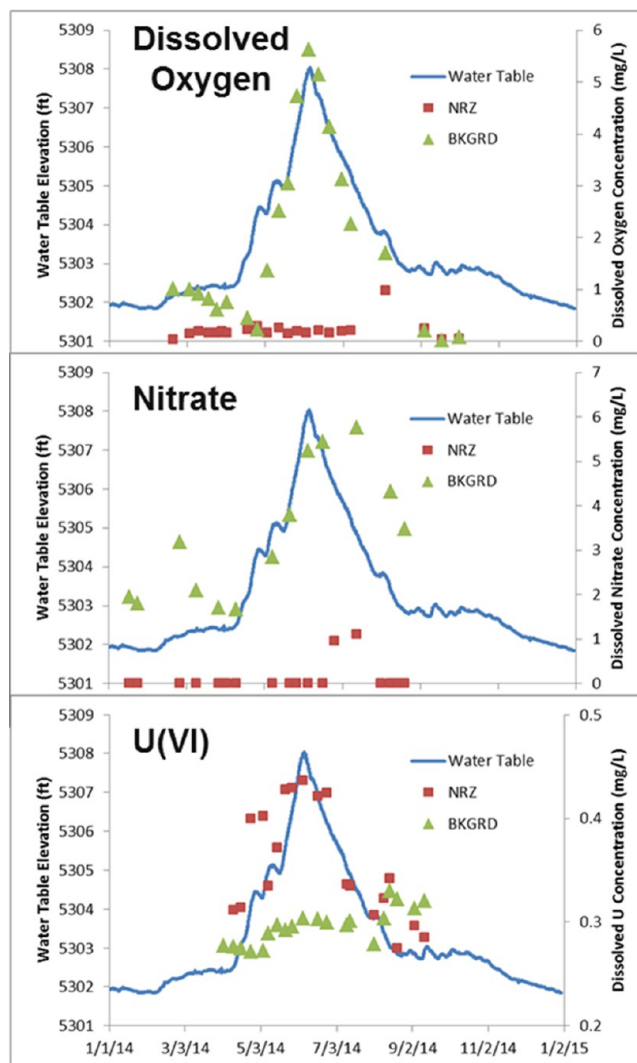 Dissolved
Oxygen
Water Table Elevation (ft)
5309
5308
5307
5306
5305
5304
5303
5302
5301
Water Table
NRZ
BKGRD
6
5
4
3
2
1
0
Dissolved Oxygen Concentration (mg/L)
Nitrate
Water Table Elevation (ft)
5309
5308
5307
5306
5305
5304
5303
5302
5301
Water Table
NRZ
BKGRD
7
6
5
4
3
2
1
0
Dissolved Nitrate Concentration (mg/L)
U(VI)
Water Table Elevation (ft)
5309
5308
5307
5306
5305
5304
5303
5302
5301
Water Table
NRZ
BKGRD
0.5
0.4
0.3
0.2
Dissolved U Concentration (mg/L)
1/1/14 3/3/14 5/3/14 7/3/14 9/2/14 11/2/14 1/2/15